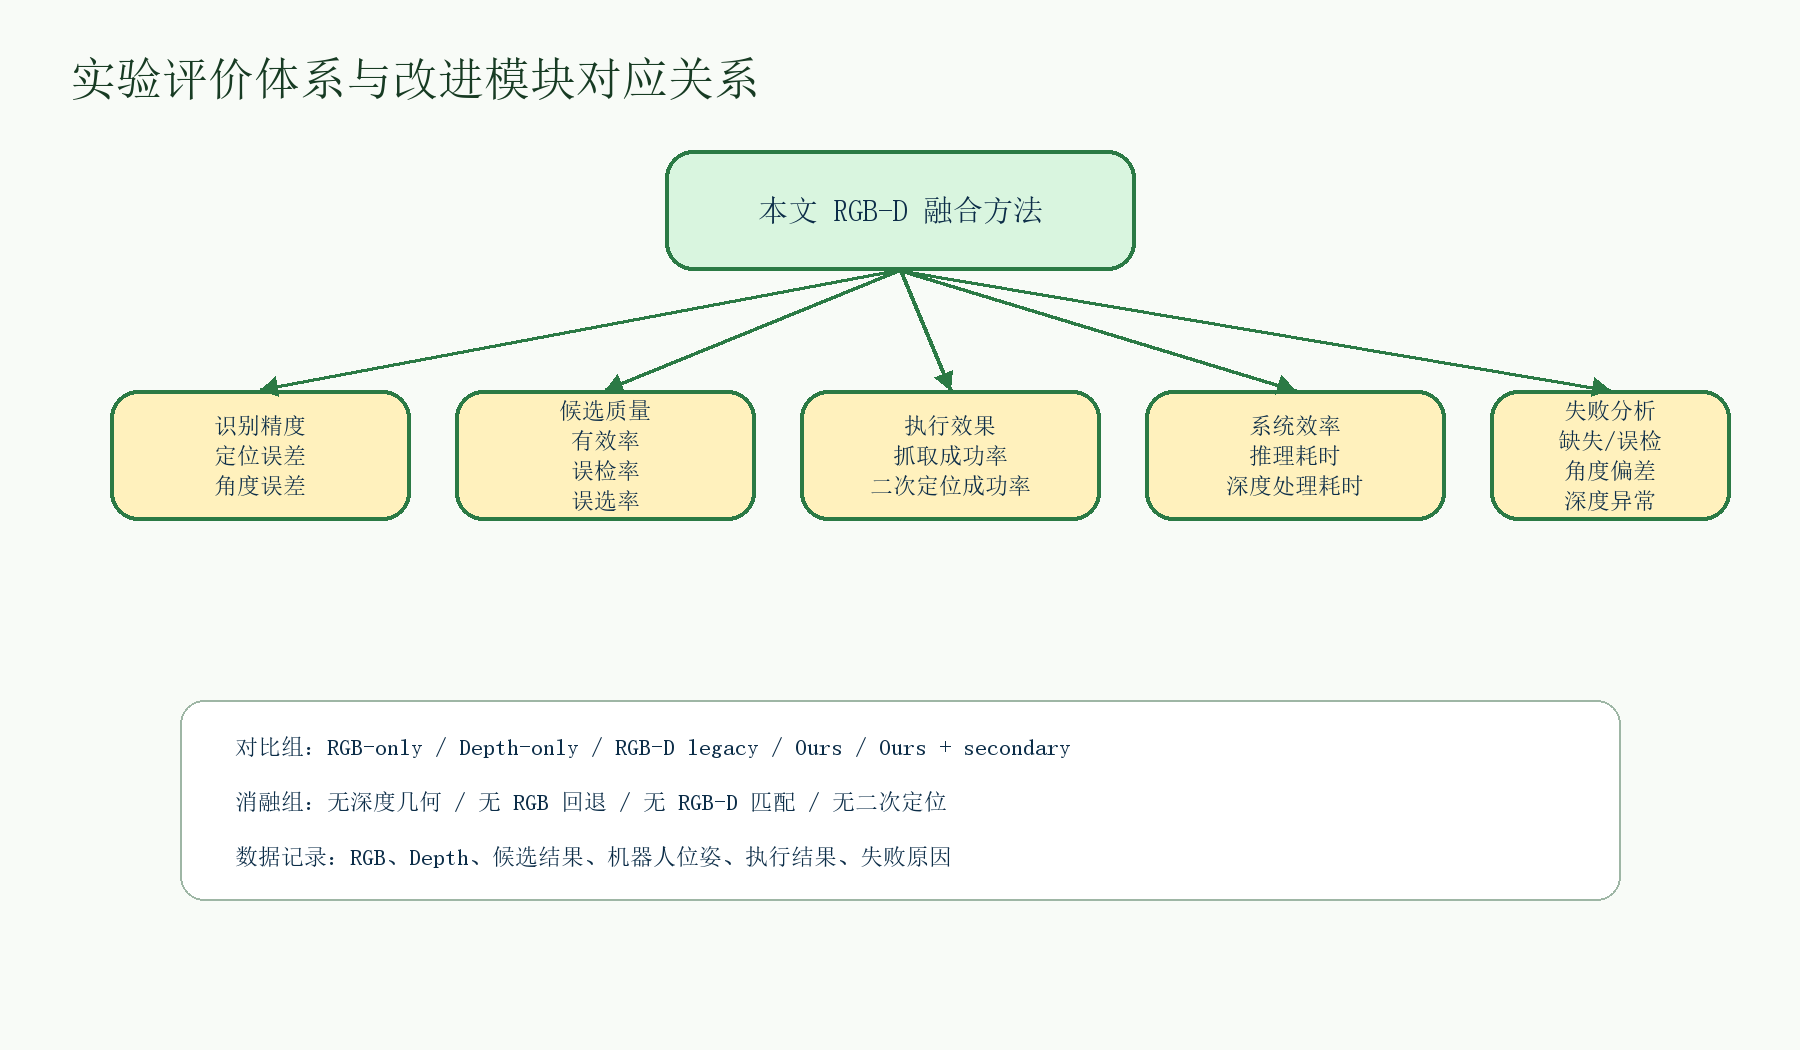 实验评价体系与改进模块对应关系
本文 RGB-D 融合方法
识别精度
定位误差
角度误差
候选质量
有效率
误检率
误选率
执行效果
抓取成功率
二次定位成功率
系统效率
推理耗时
深度处理耗时
失败分析
缺失/误检
角度偏差
深度异常
对比组：RGB-only / Depth-only / RGB-D legacy / Ours / Ours + secondary
消融组：无深度几何 / 无 RGB 回退 / 无 RGB-D 匹配 / 无二次定位
数据记录：RGB、Depth、候选结果、机器人位姿、执行结果、失败原因